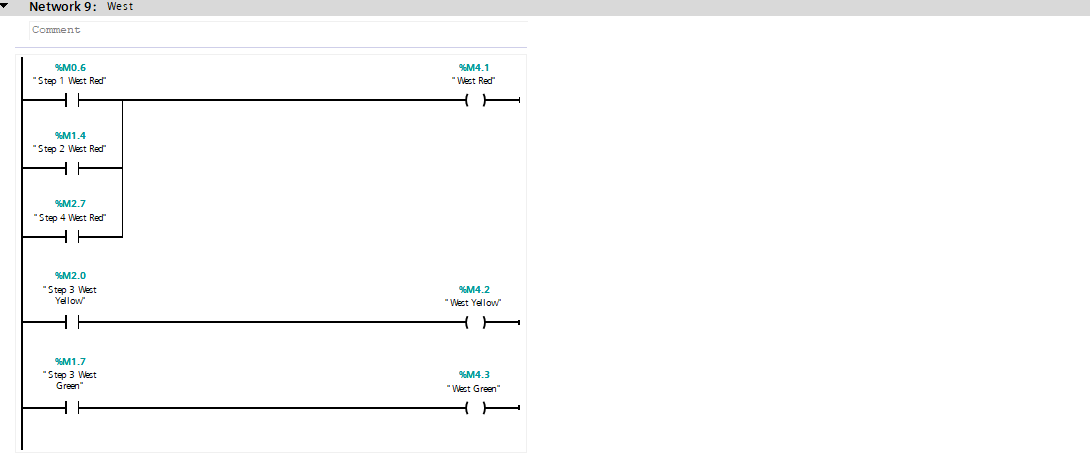 Network 9: West
Comment
%M0.6
"Step 1 West Red"
%M4.1
"West Red"
%M1.4
"Step 2 West Red"
%M2.7
"Step 4 West Red"
%M2.0
"Step 3 West
Yellow"
%M4.2
"West Yellow"
%M1.7
"Step 3 West
Green"
%M4.3
"West Green"